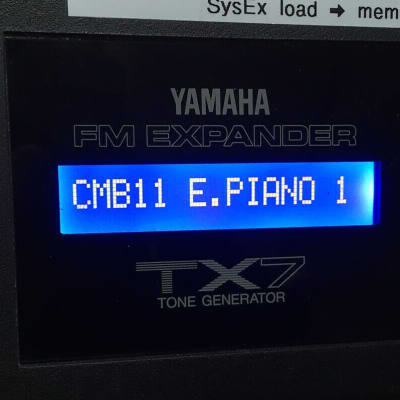 SysEx load → mem
YAMAHA
FM EXPANDER
CMB11 E.PIANO 1
TX7
TONE GENERATOR